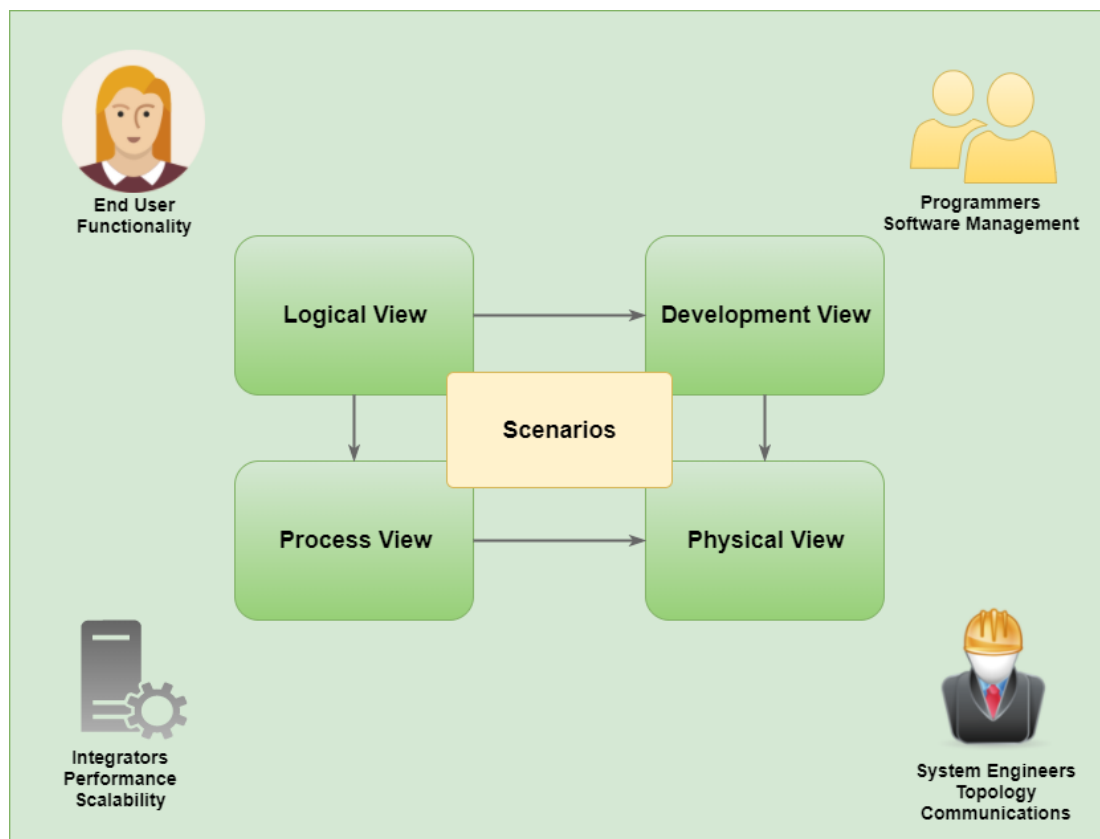 End User
Functionality
Programmers
Software Management
Logical View
Development View
Scenarios
Process View
Physical View
Integrators
Performance
Scalability
System Engineers
Topology
Communications